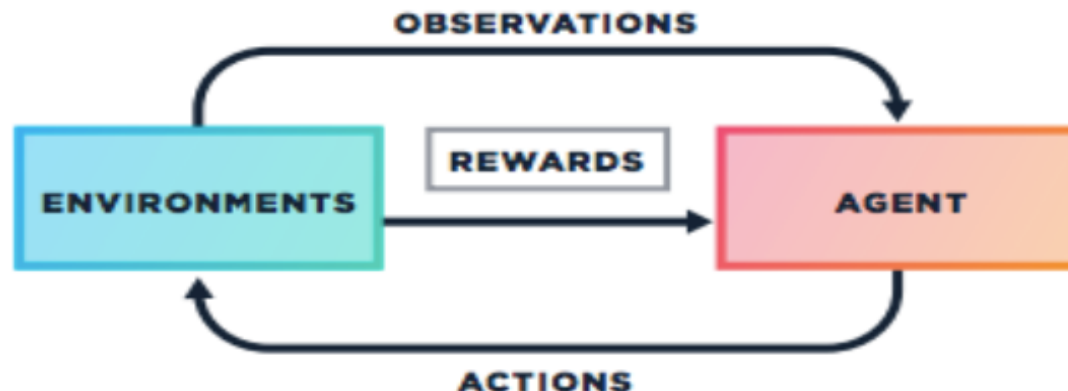 OBSERVATIONS
REWARDS
ENVIRONMENTS
AGENT
ACTIONS